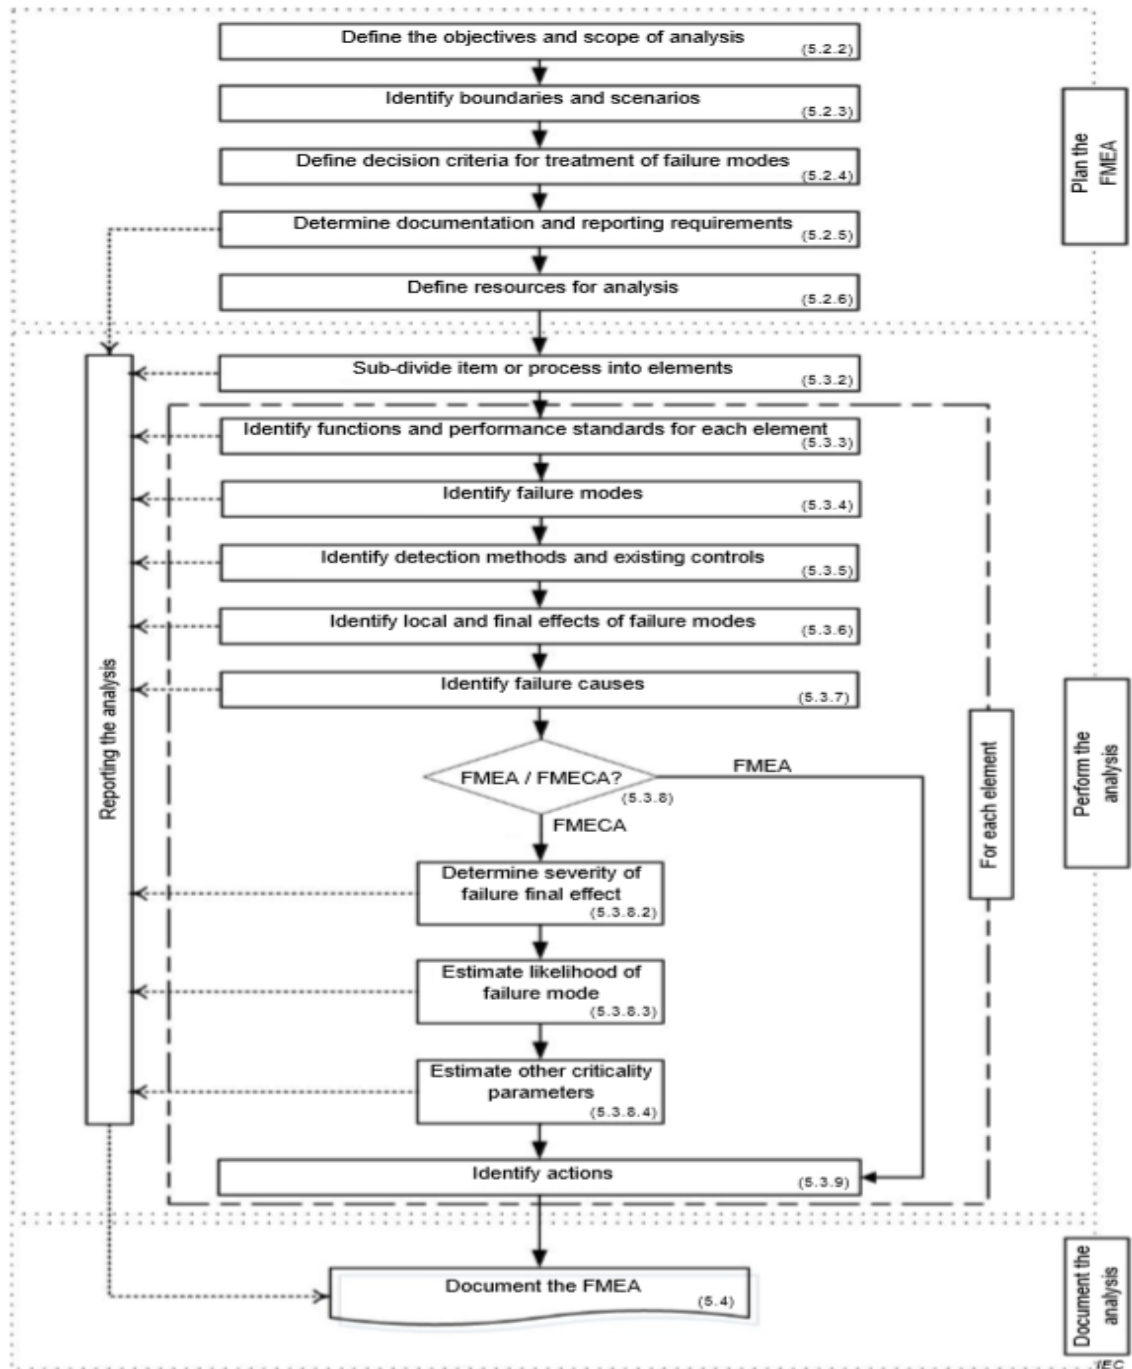 Define the objectives and scope of analysis
(5.2.2)
Identify boundaries and scenarios
(5.2.3)
Define decision criteria for treatment of failure modes
(5.2.4)
Determine documentation and reporting requirements
(5.2.5)
Define resources for analysis
(5.2.6)
Plan the
FMEA
Sub-divide item or process into elements
(5.3.2)
Identify functions and performance standards for each element
(5.3.3)
Identify failure modes
(5.3.4)
Identify detection methods and existing controls
(5.3.5)
Identify local and final effects of failure modes
(5.3.6)
Identify failure causes
(5.3.7)
FMEA / FMECA?
(5.3.8)
FMEA
FMECA
Determine severity of
failure final effect
(5.3.8.2)
Estimate likelihood of
failure mode
(5.3.8.3)
Estimate other criticality
parameters
(5.3.8.4)
Identify actions
(5.3.9)
Reporting the analysis
For each element
Perform the
analysis
Document the FMEA
(5.4)
Document the
analysis
IEC